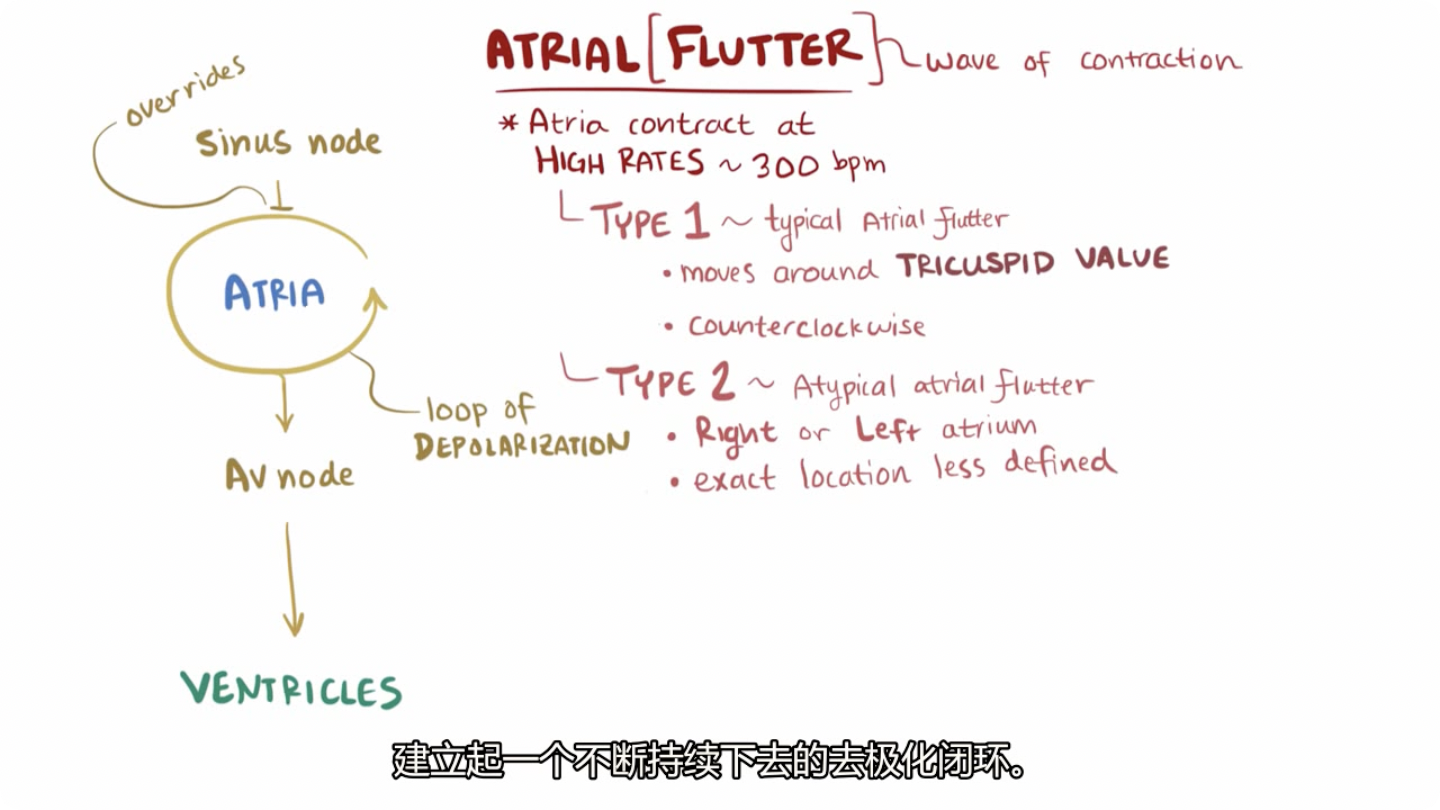 overrides
Sinus node
ATRIA
loop of
DEPOLARIZATION
AV node
VENTRICLES
ATRIAL [FLUTTER] wave of contraction
* Atria contract at
HIGH RATES ~ 300 bpm
TYPE 1 ~ typical Atrial flutter
• moves around TRICUSPID VALVE
• Counterclockwise
TYPE 2 ~ Atypical atrial flutter
• Right or Left atrium
• exact location less defined
建立起一个不断持续下去的去极化闭环。